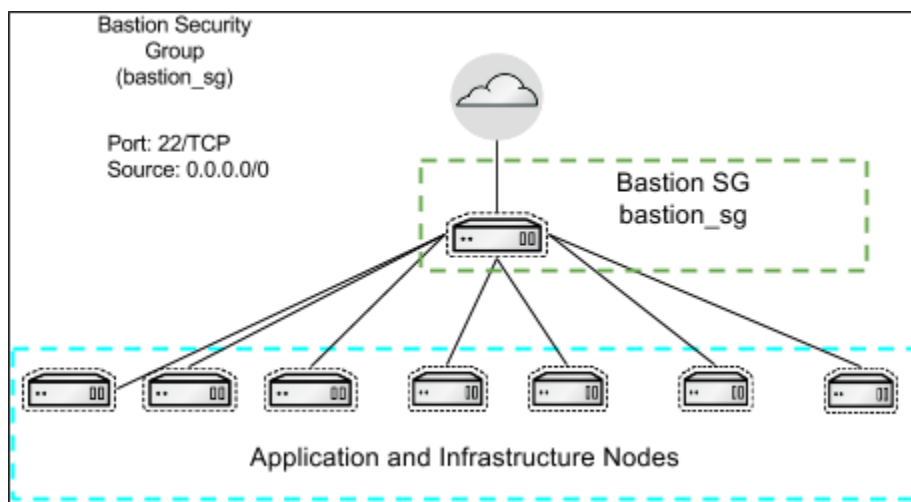 Bastion Security
Group
(bastion_sg)
Port: 22/TCP
Source: 0.0.0.0/0
Bastion SG
bastion_sg
Application and Infrastructure Nodes